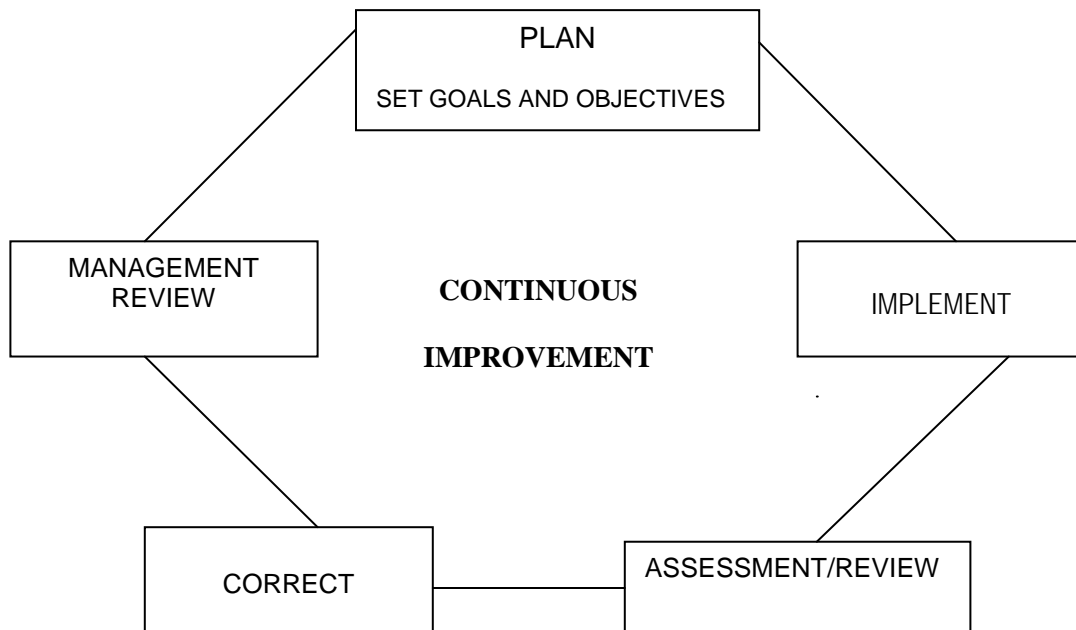 PLAN
SET GOALS AND OBJECTIVES
MANAGEMENT
REVIEW
CONTINUOUS
IMPROVEMENT
IMPLEMENT
CORRECT
ASSESSMENT/REVIEW